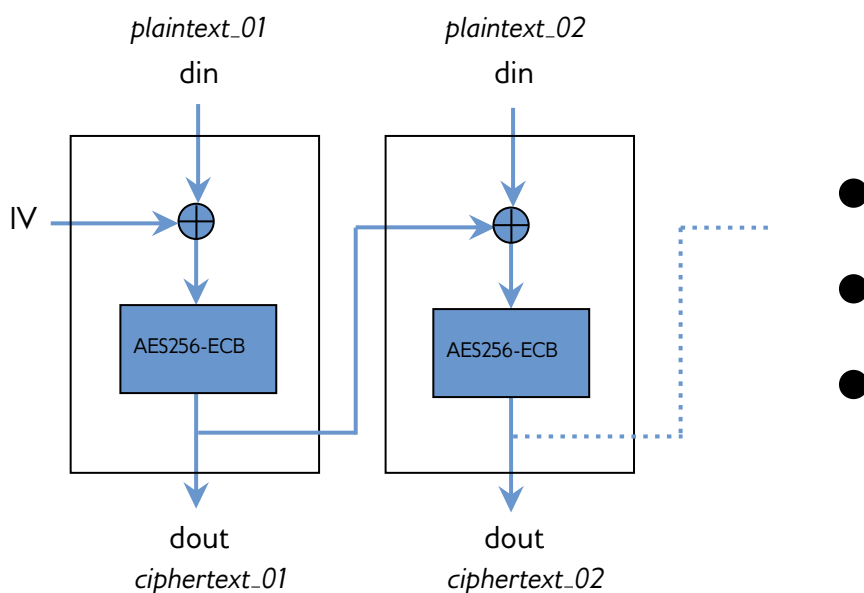 plaintext_01
plaintext_02
din
din
IV
AES256-ECB
AES256-ECB
dout
dout
ciphertext_01
ciphertext_02